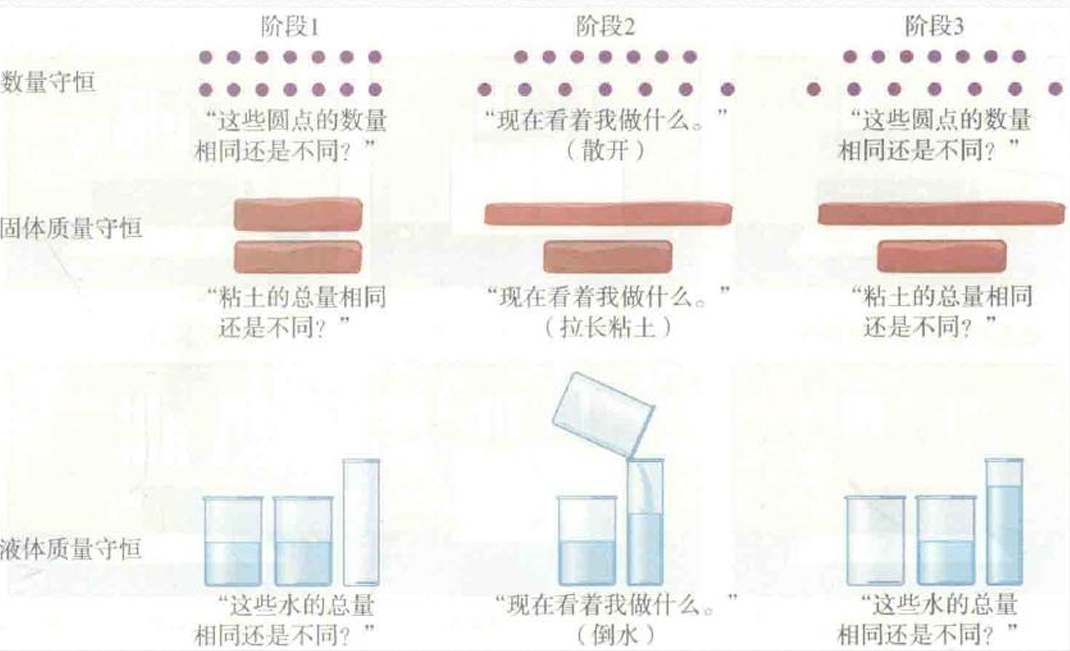 阶段1 阶段2 阶段3
数量守恒
“这些圆点的数量 “现在看着我做什么。” “这些圆点的数量
相同还是不同？” （散开） 相同还是不同？”
固体质量守恒
“粘土的总量相同 “现在看着我做什么。” “粘土的总量相同
还是不同？” （拉长粘土） 还是不同？”
液体质量守恒
“这些水的总量 “现在看着我做什么。” “这些水的总量
相同还是不同？” （倒水） 相同还是不同？”